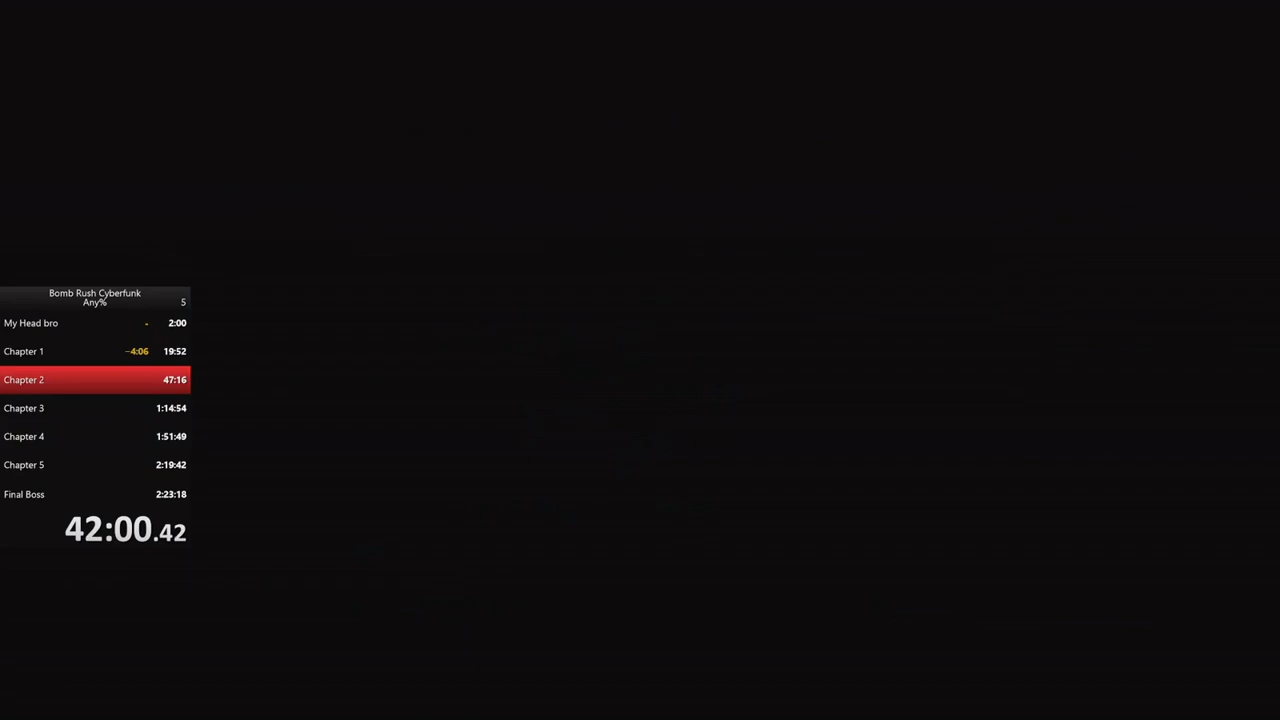 Bomb Rush Cyberfunk
Any% 5
My Head bro - 2:00
Chapter 1 −4:06 19:52
Chapter 2 47:16
Chapter 3 1:14:54
Chapter 4 1:51:49
Chapter 5 2:19:42
Final Boss 2:23:18
42:00.42